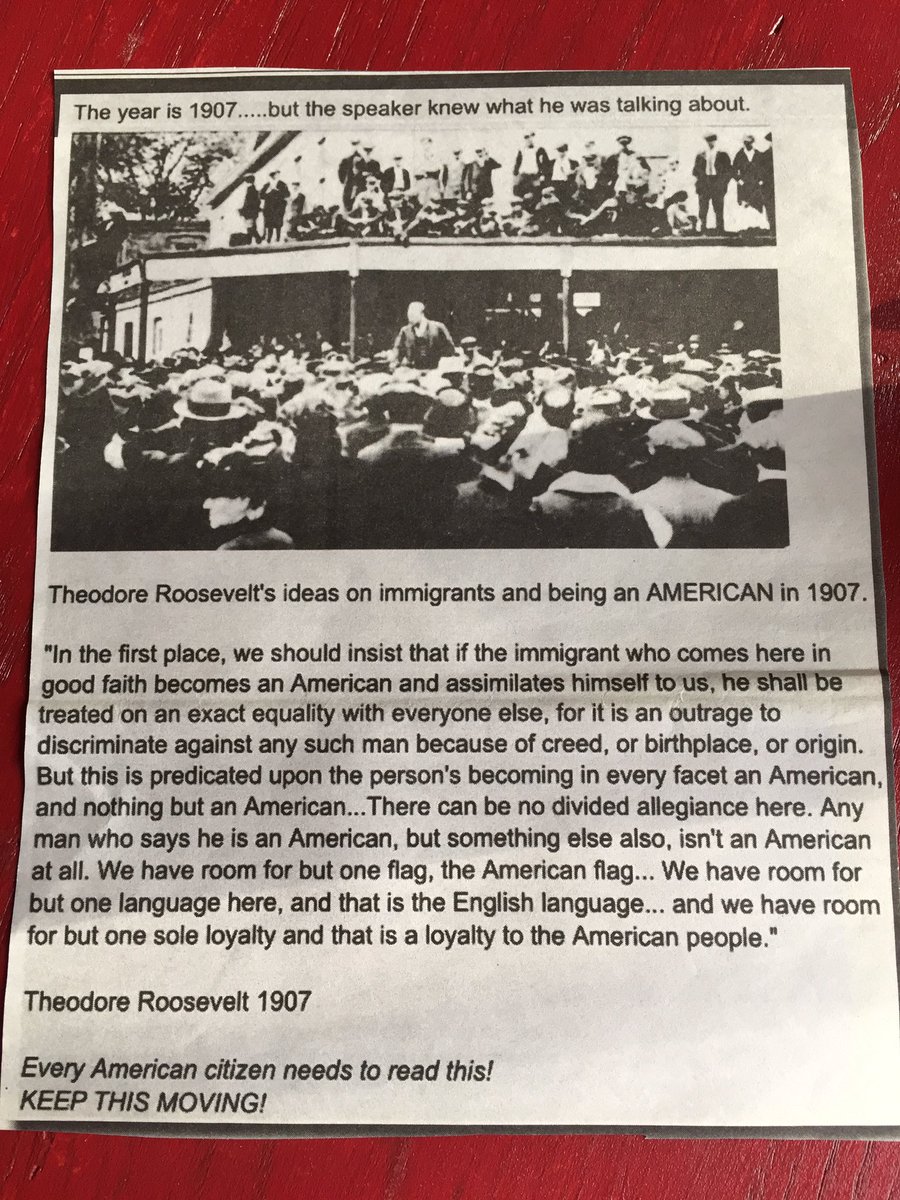 The year is 1907.....but the speaker knew what he was talking about.
Theodore Roosevelt's ideas on immigrants and being an AMERICAN in 1907.
"In the first place, we should insist that if the immigrant who comes here in
good faith becomes an American and assimilates himself to us, he shall be
treated on an exact equality with everyone else, for it is an outrage to
discriminate against any such man because of creed, or birthplace, or origin.
But this is predicated upon the person's becoming in every facet an American,
and nothing but an American...There can be no divided allegiance here. Any
man who says he is an American, but something else also, isn't an American
at all. We have room for but one flag, the American flag... We have room for
but one language here, and that is the English language... and we have room
for but one sole loyalty and that is a loyalty to the American people."
Theodore Roosevelt 1907
Every American citizen needs to read this!
KEEP THIS MOVING!